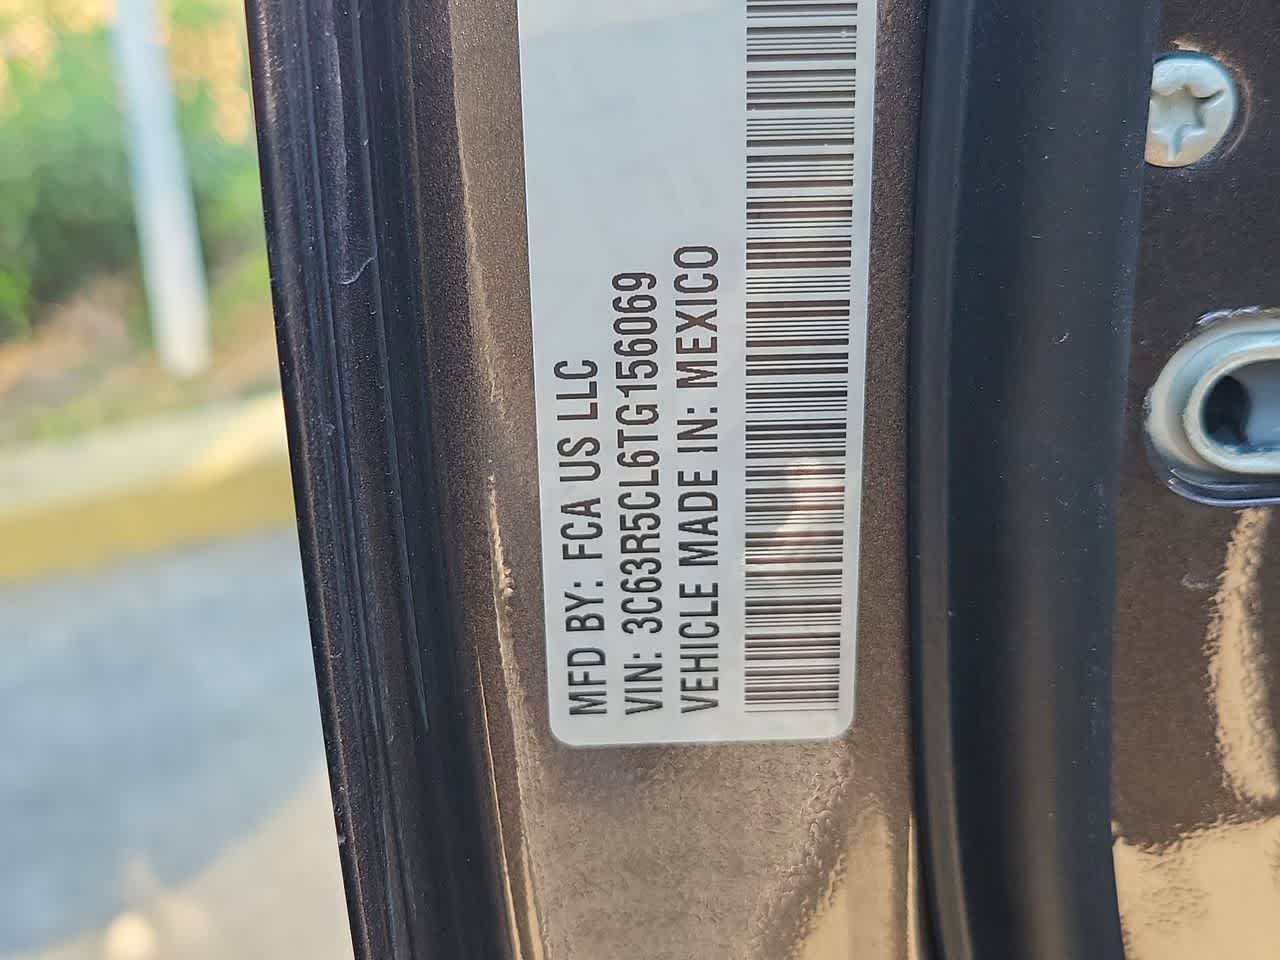 MFD BY: FCA US LLC
VIN: 3C63R5CL6TG156069
VEHICLE MADE IN: MEXICO